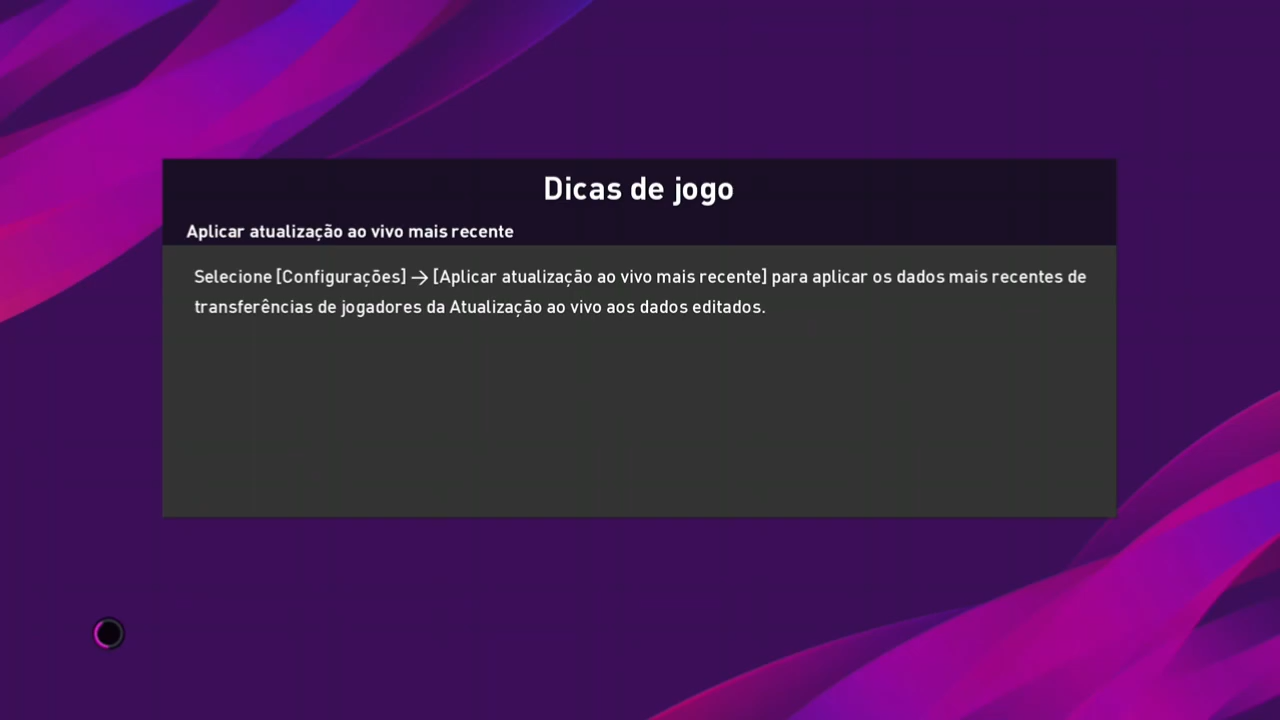 Dicas de jogo
Aplicar atualização ao vivo mais recente
Selecione [Configurações] → [Aplicar atualização ao vivo mais recente] para aplicar os dados mais recentes de
transferências de jogadores da Atualização ao vivo aos dados editados.